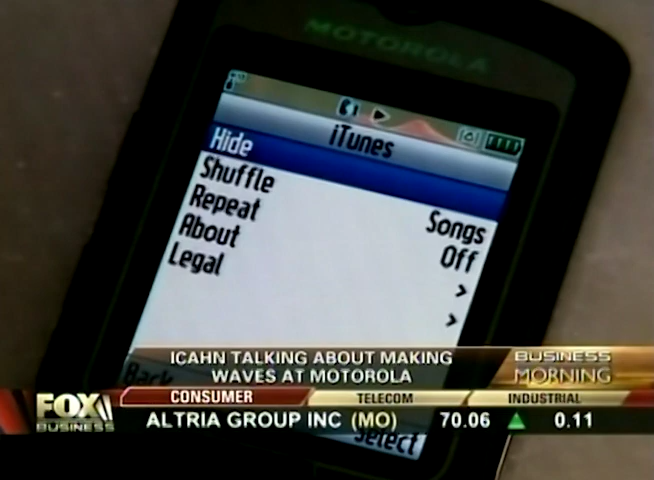 MOTOROLA
iTunes
Hide
Shuffle Songs
Repeat Off
About >
Legal >
Back
Select
ICAHN TALKING ABOUT MAKING
WAVES AT MOTOROLA
BUSINESS
MORNING
FOX
BUSINESS
CONSUMER TELECOM INDUSTRIAL
ALTRIA GROUP INC (MO) 70.06 ▲ 0.11